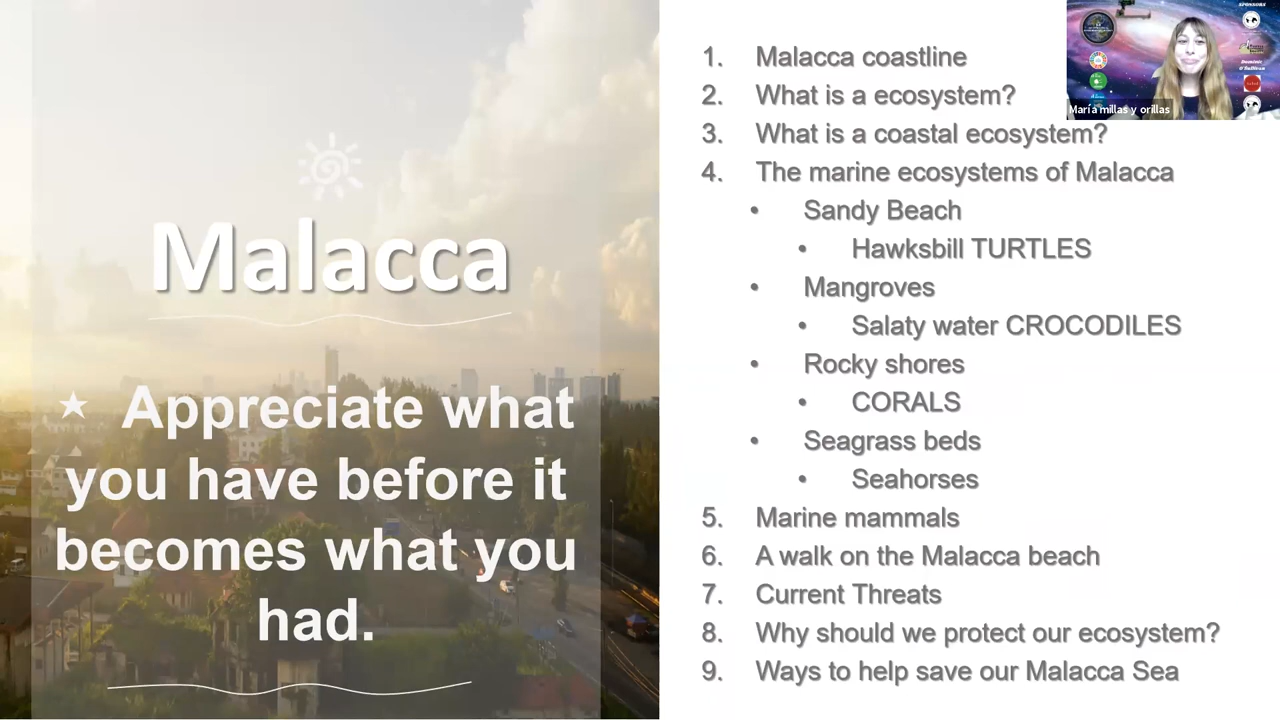 Malacca
★ Appreciate what
you have before it
becomes what you
had.
1. Malacca coastline
2. What is a ecosystem?
3. What is a coastal ecosystem?
4. The marine ecosystems of Malacca
• Sandy Beach
• Hawksbill TURTLES
• Mangroves
• Salaty water CROCODILES
• Rocky shores
• CORALS
• Seagrass beds
• Seahorses
5. Marine mammals
6. A walk on the Malacca beach
7. Current Threats
8. Why should we protect our ecosystem?
9. Ways to help save our Malacca Sea
SPONSORS
María millas y orillas